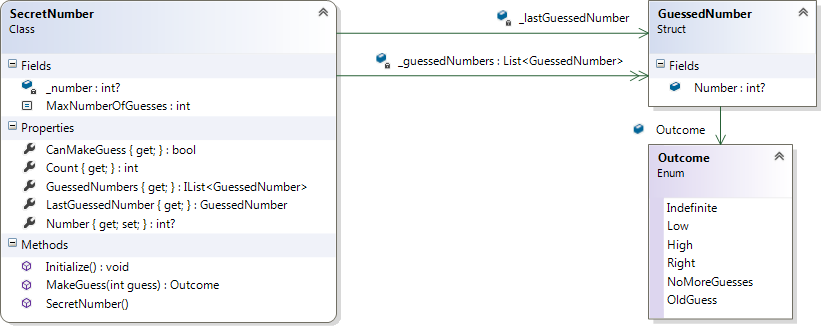 SecretNumber
Class
Fields
_number : int?
MaxNumberOfGuesses : int
Properties
CanMakeGuess { get; } : bool
Count { get; } : int
GuessedNumbers { get; } : IList<GuessedNumber>
LastGuessedNumber { get; } : GuessedNumber
Number { get; set; } : int?
Methods
Initialize() : void
MakeGuess(int guess) : Outcome
SecretNumber()
_lastGuessedNumber
_guessedNumbers : List<GuessedNumber>
GuessedNumber
Struct
Fields
Number : int?
Outcome
Outcome
Enum
Indefinite
Low
High
Right
NoMoreGuesses
OldGuess